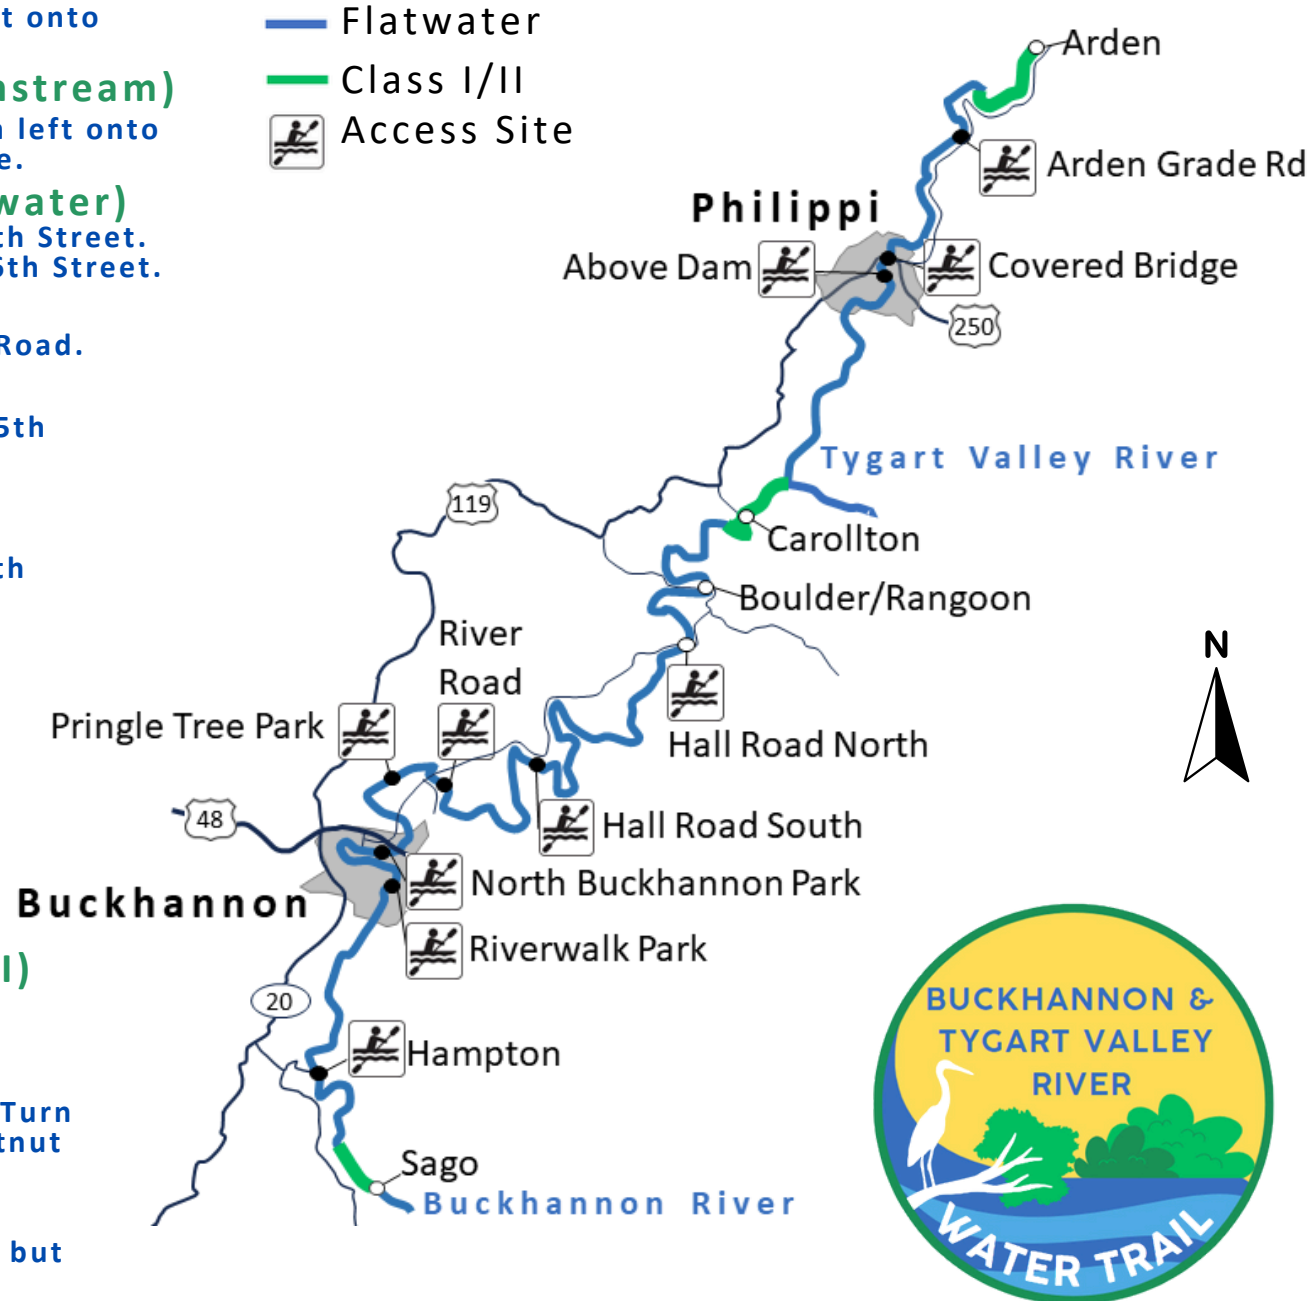 t onto
nstream)
n left onto
e.
water)
th Street.
5th Street.
Road.
5th
th
l)
Turn
tnut
but
Flatwater
Class I/II
Access Site
Arden
Arden Grade Rd
Philippi
Above Dam
Covered Bridge
250
Tygart Valley River
119
Carollton
Boulder/Rangoon
River
Road
N
Pringle Tree Park
Hall Road North
48
Hall Road South
North Buckhannon Park
Buckhannon
Riverwalk Park
20
Hampton
Sago
Buckhannon River
BUCKHANNON &
TYGART VALLEY
RIVER
WATER TRAIL